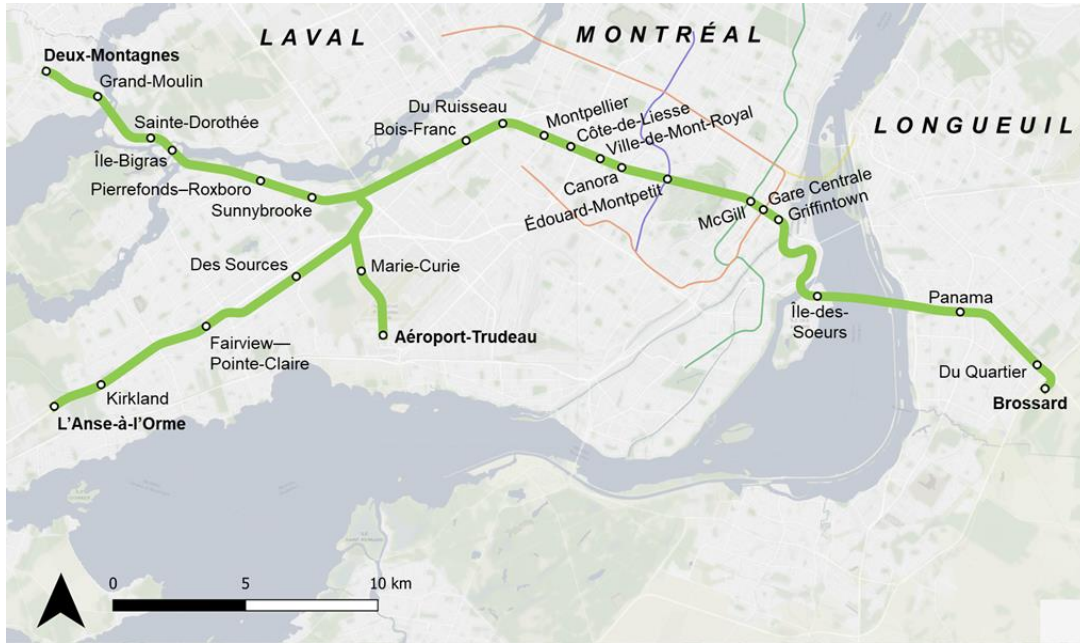 LAVAL
MONTRÉAL
LONGUEUIL
Deux-Montagnes
Grand-Moulin
Sainte-Dorothée
Île-Bigras
Pierrefonds–Roxboro
Sunnybrooke
Du Ruisseau
Bois-Franc
Montpellier
Côte-de-Liesse
Ville-de-Mont-Royal
Canora
Édouard-Montpetit
McGill
Gare Centrale
Griffintown
Des Sources
Marie-Curie
Aéroport-Trudeau
Fairview—
Pointe-Claire
Kirkland
L'Anse-à-l'Orme
Île-des-
Soeurs
Panama
Du Quartier
Brossard
0 5 10 km